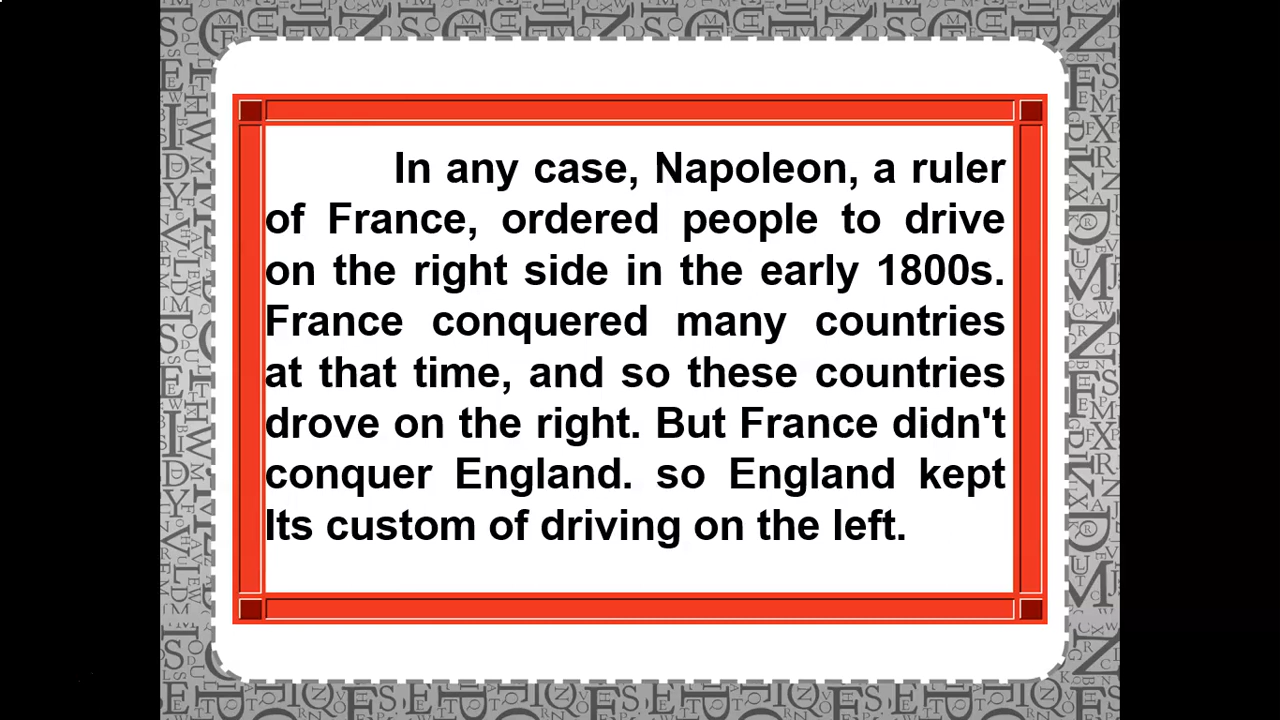 In any case, Napoleon, a ruler
of France, ordered people to drive
on the right side in the early 1800s.
France conquered many countries
at that time, and so these countries
drove on the right. But France didn't
conquer England. so England kept
Its custom of driving on the left.